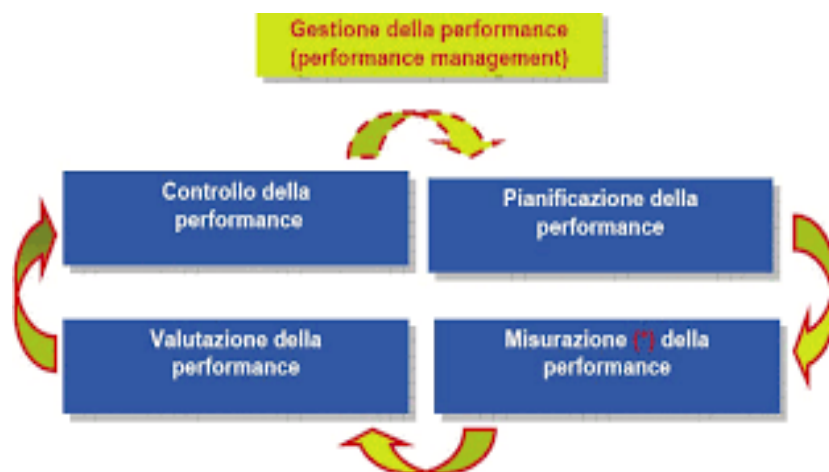 Gestione della performance
(performance management)
Controllo della
performance
Pianificazione della
performance
Valutazione della
performance
Misurazione (*) della
performance